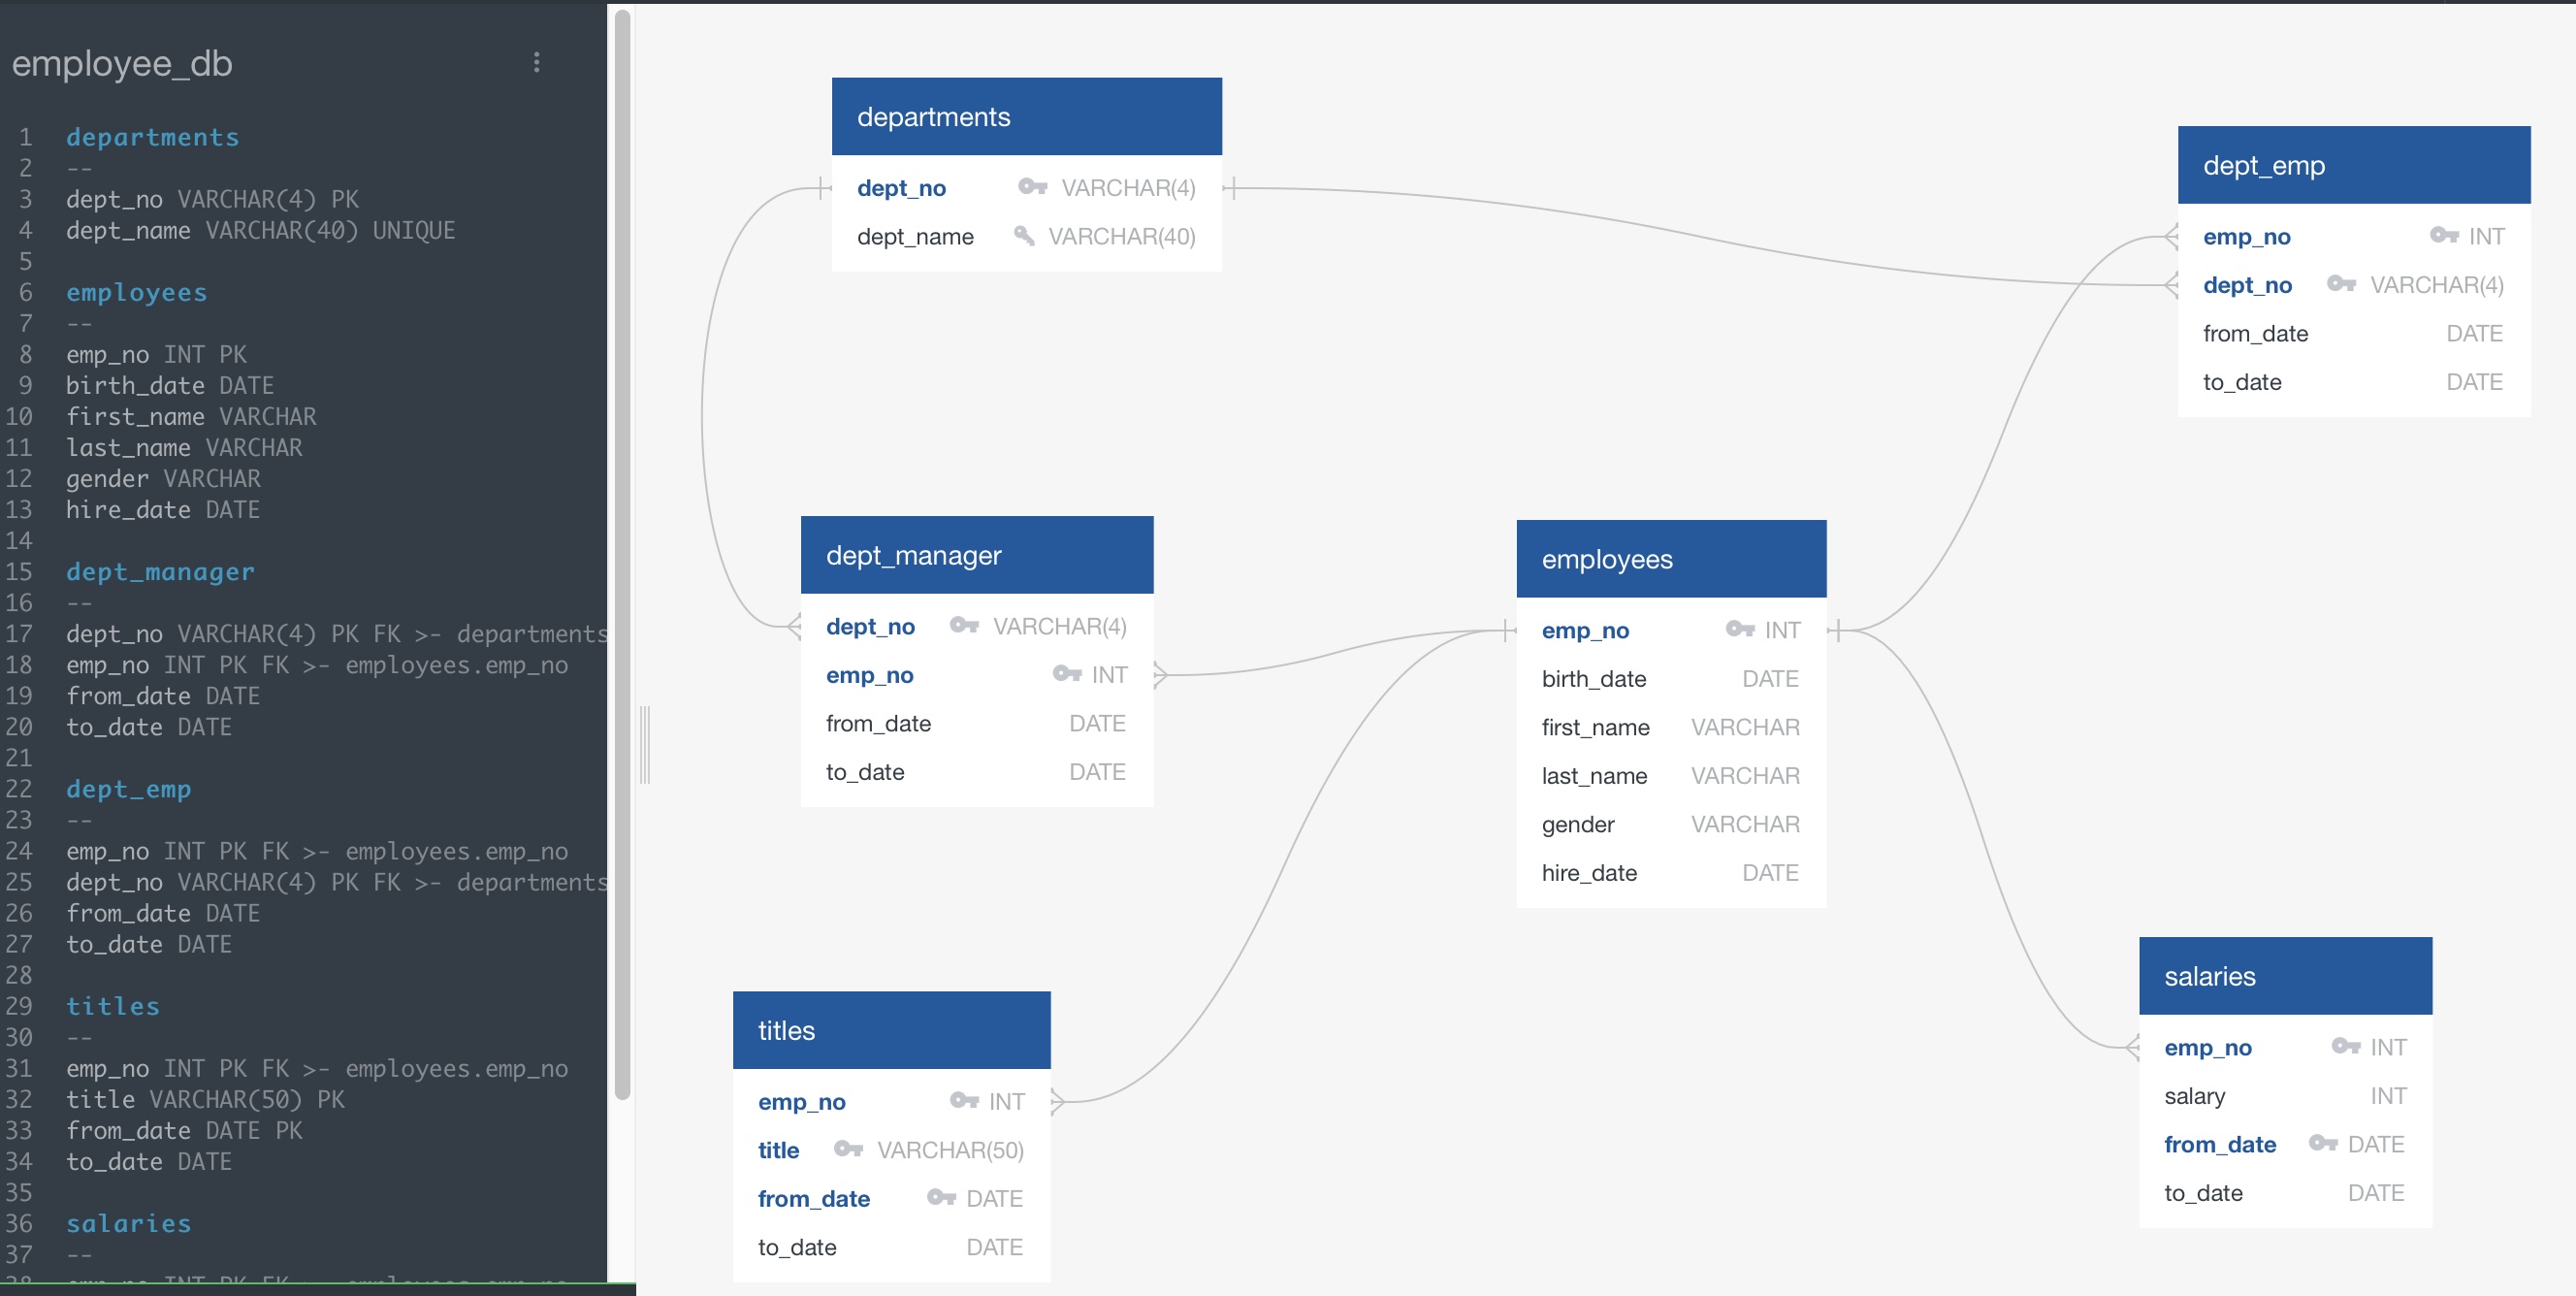 employee_db
1 departments
2 --
3 dept_no VARCHAR(4) PK
4 dept_name VARCHAR(40) UNIQUE
5
6 employees
7 --
8 emp_no INT PK
9 birth_date DATE
10 first_name VARCHAR
11 last_name VARCHAR
12 gender VARCHAR
13 hire_date DATE
14
15 dept_manager
16 --
17 dept_no VARCHAR(4) PK FK >- departments
18 emp_no INT PK FK >- employees.emp_no
19 from_date DATE
20 to_date DATE
21
22 dept_emp
23 --
24 emp_no INT PK FK >- employees.emp_no
25 dept_no VARCHAR(4) PK FK >- departments
26 from_date DATE
27 to_date DATE
28
29 titles
30 --
31 emp_no INT PK FK >- employees.emp_no
32 title VARCHAR(50) PK
33 from_date DATE PK
34 to_date DATE
35
36 salaries
37 --
38 emp_no INT PK FK >- employees.emp_no
departments
dept_no VARCHAR(4)
dept_name VARCHAR(40)
dept_emp
emp_no INT
dept_no VARCHAR(4)
from_date DATE
to_date DATE
dept_manager
dept_no VARCHAR(4)
emp_no INT
from_date DATE
to_date DATE
employees
emp_no INT
birth_date DATE
first_name VARCHAR
last_name VARCHAR
gender VARCHAR
hire_date DATE
titles
emp_no INT
title VARCHAR(50)
from_date DATE
to_date DATE
salaries
emp_no INT
salary INT
from_date DATE
to_date DATE